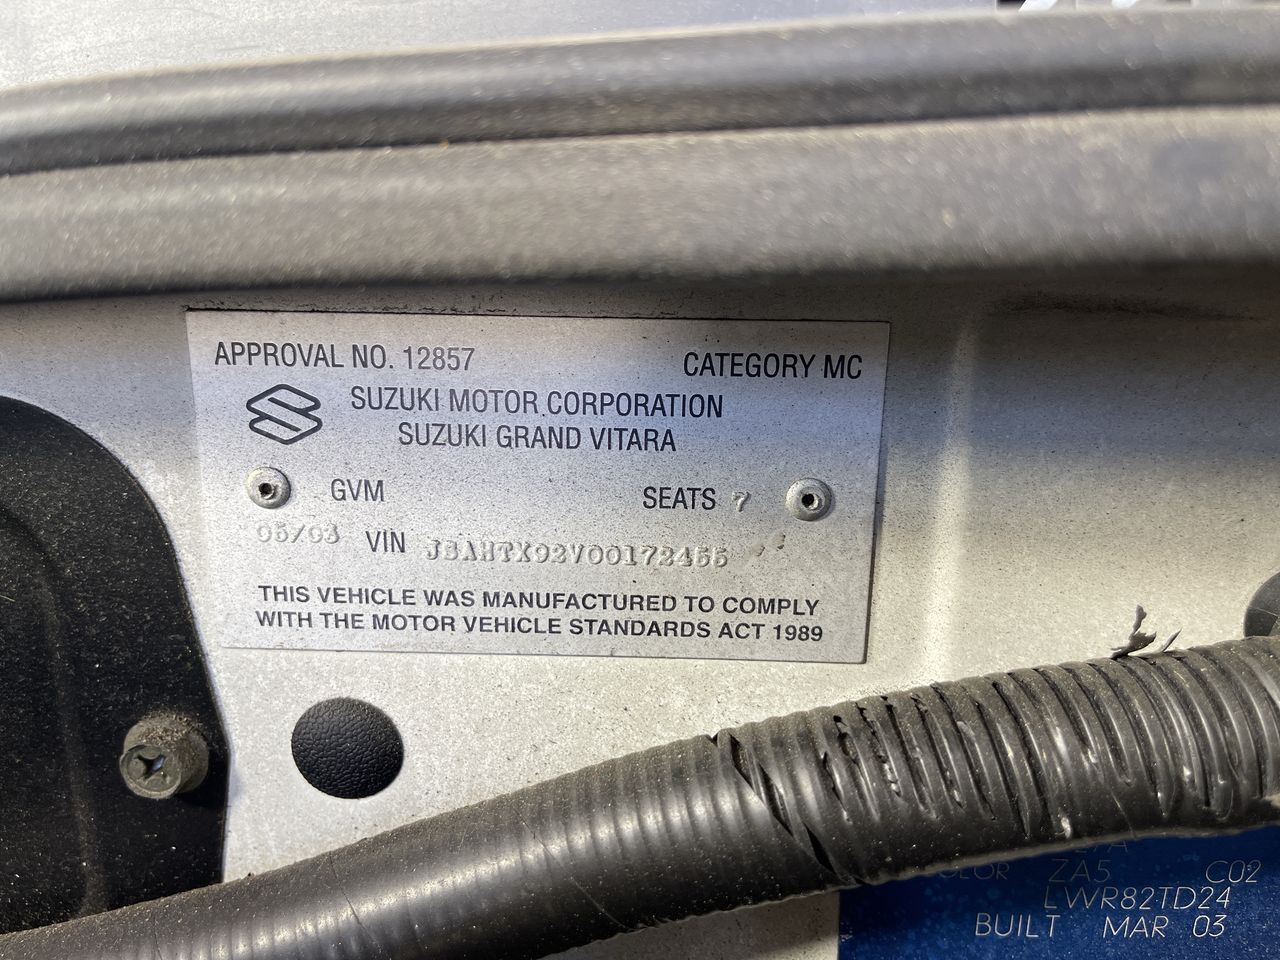 APPROVAL NO. 12857 CATEGORY MC
SUZUKI MOTOR CORPORATION
SUZUKI GRAND VITARA
GVM SEATS 7
05/03 VIN JSAHTX92V00172455
THIS VEHICLE WAS MANUFACTURED TO COMPLY
WITH THE MOTOR VEHICLE STANDARDS ACT 1989
ZA5 C02
LWR82TD24
BUILT MAR 03